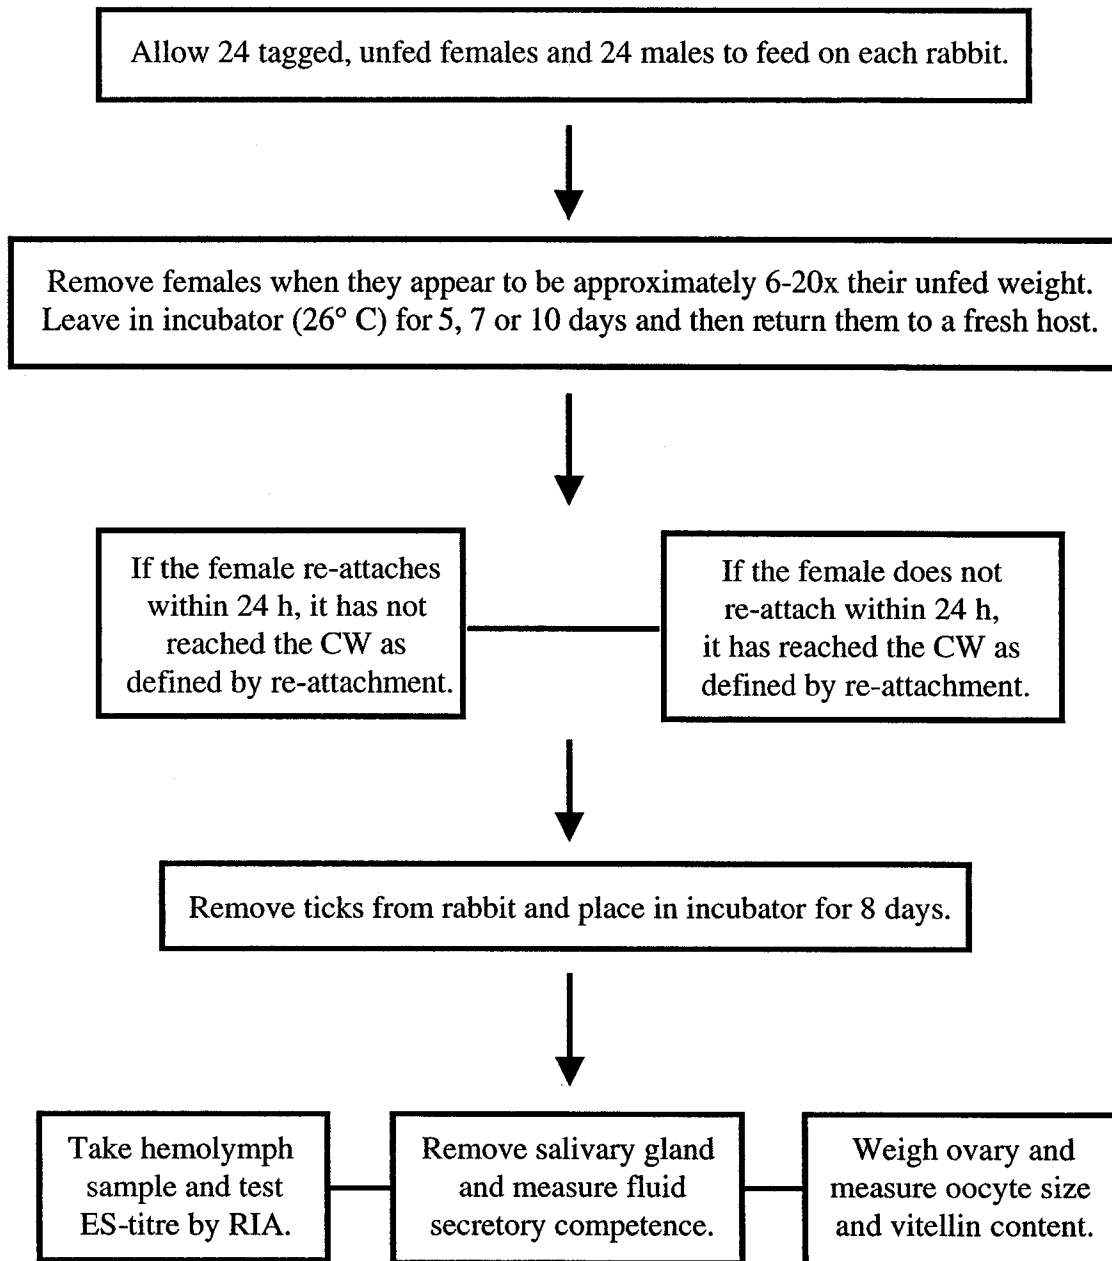 Allow 24 tagged, unfed females and 24 males to feed on each rabbit.
Remove females when they appear to be approximately 6-20x their unfed weight.
Leave in incubator (26° C) for 5, 7 or 10 days and then return them to a fresh host.
If the female re-attaches
within 24 h, it has not
reached the CW as
defined by re-attachment.
If the female does not
re-attach within 24 h,
it has reached the CW as
defined by re-attachment.
Remove ticks from rabbit and place in incubator for 8 days.
Take hemolymph
sample and test
ES-titre by RIA.
Remove salivary gland
and measure fluid
secretory competence.
Weigh ovary and
measure oocyte size
and vitellin content.